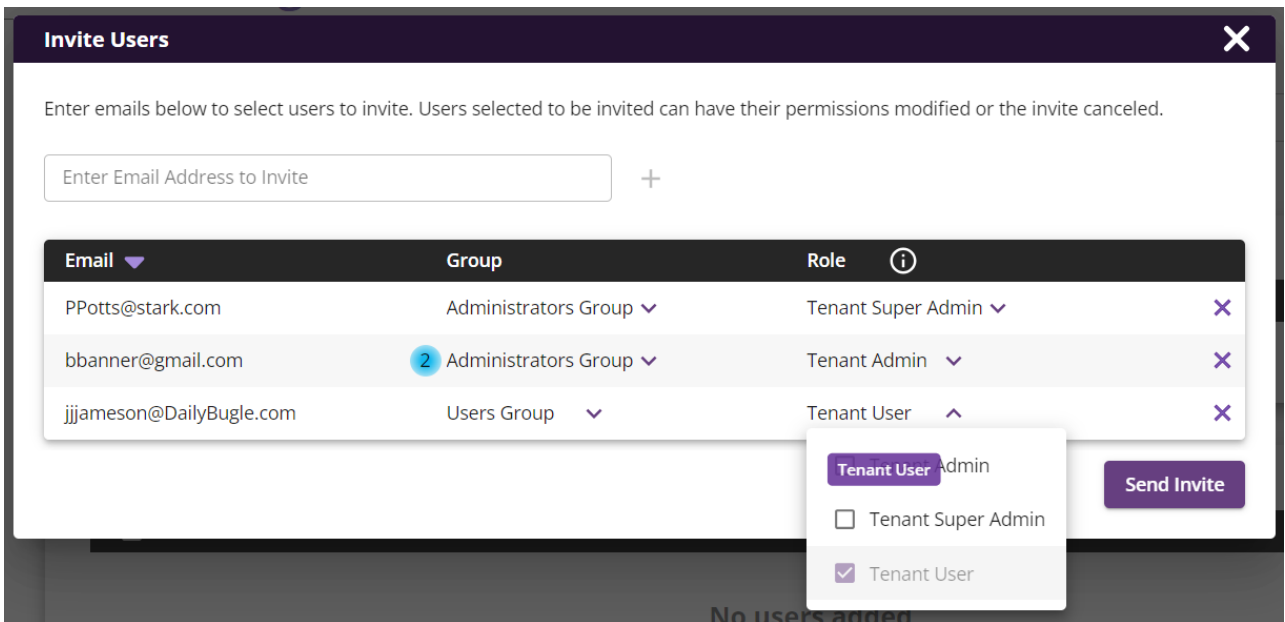 Invite Users
Enter emails below to select users to invite. Users selected to be invited can have their permissions modified or the invite canceled.
Enter Email Address to Invite
Email Group Role
PPotts@stark.com Administrators Group Tenant Super Admin
bbanner@gmail.com 2 Administrators Group Tenant Admin
jjjameson@DailyBugle.com Users Group Tenant User
Tenant User Admin
Send Invite
Tenant Super Admin
Tenant User
No users added